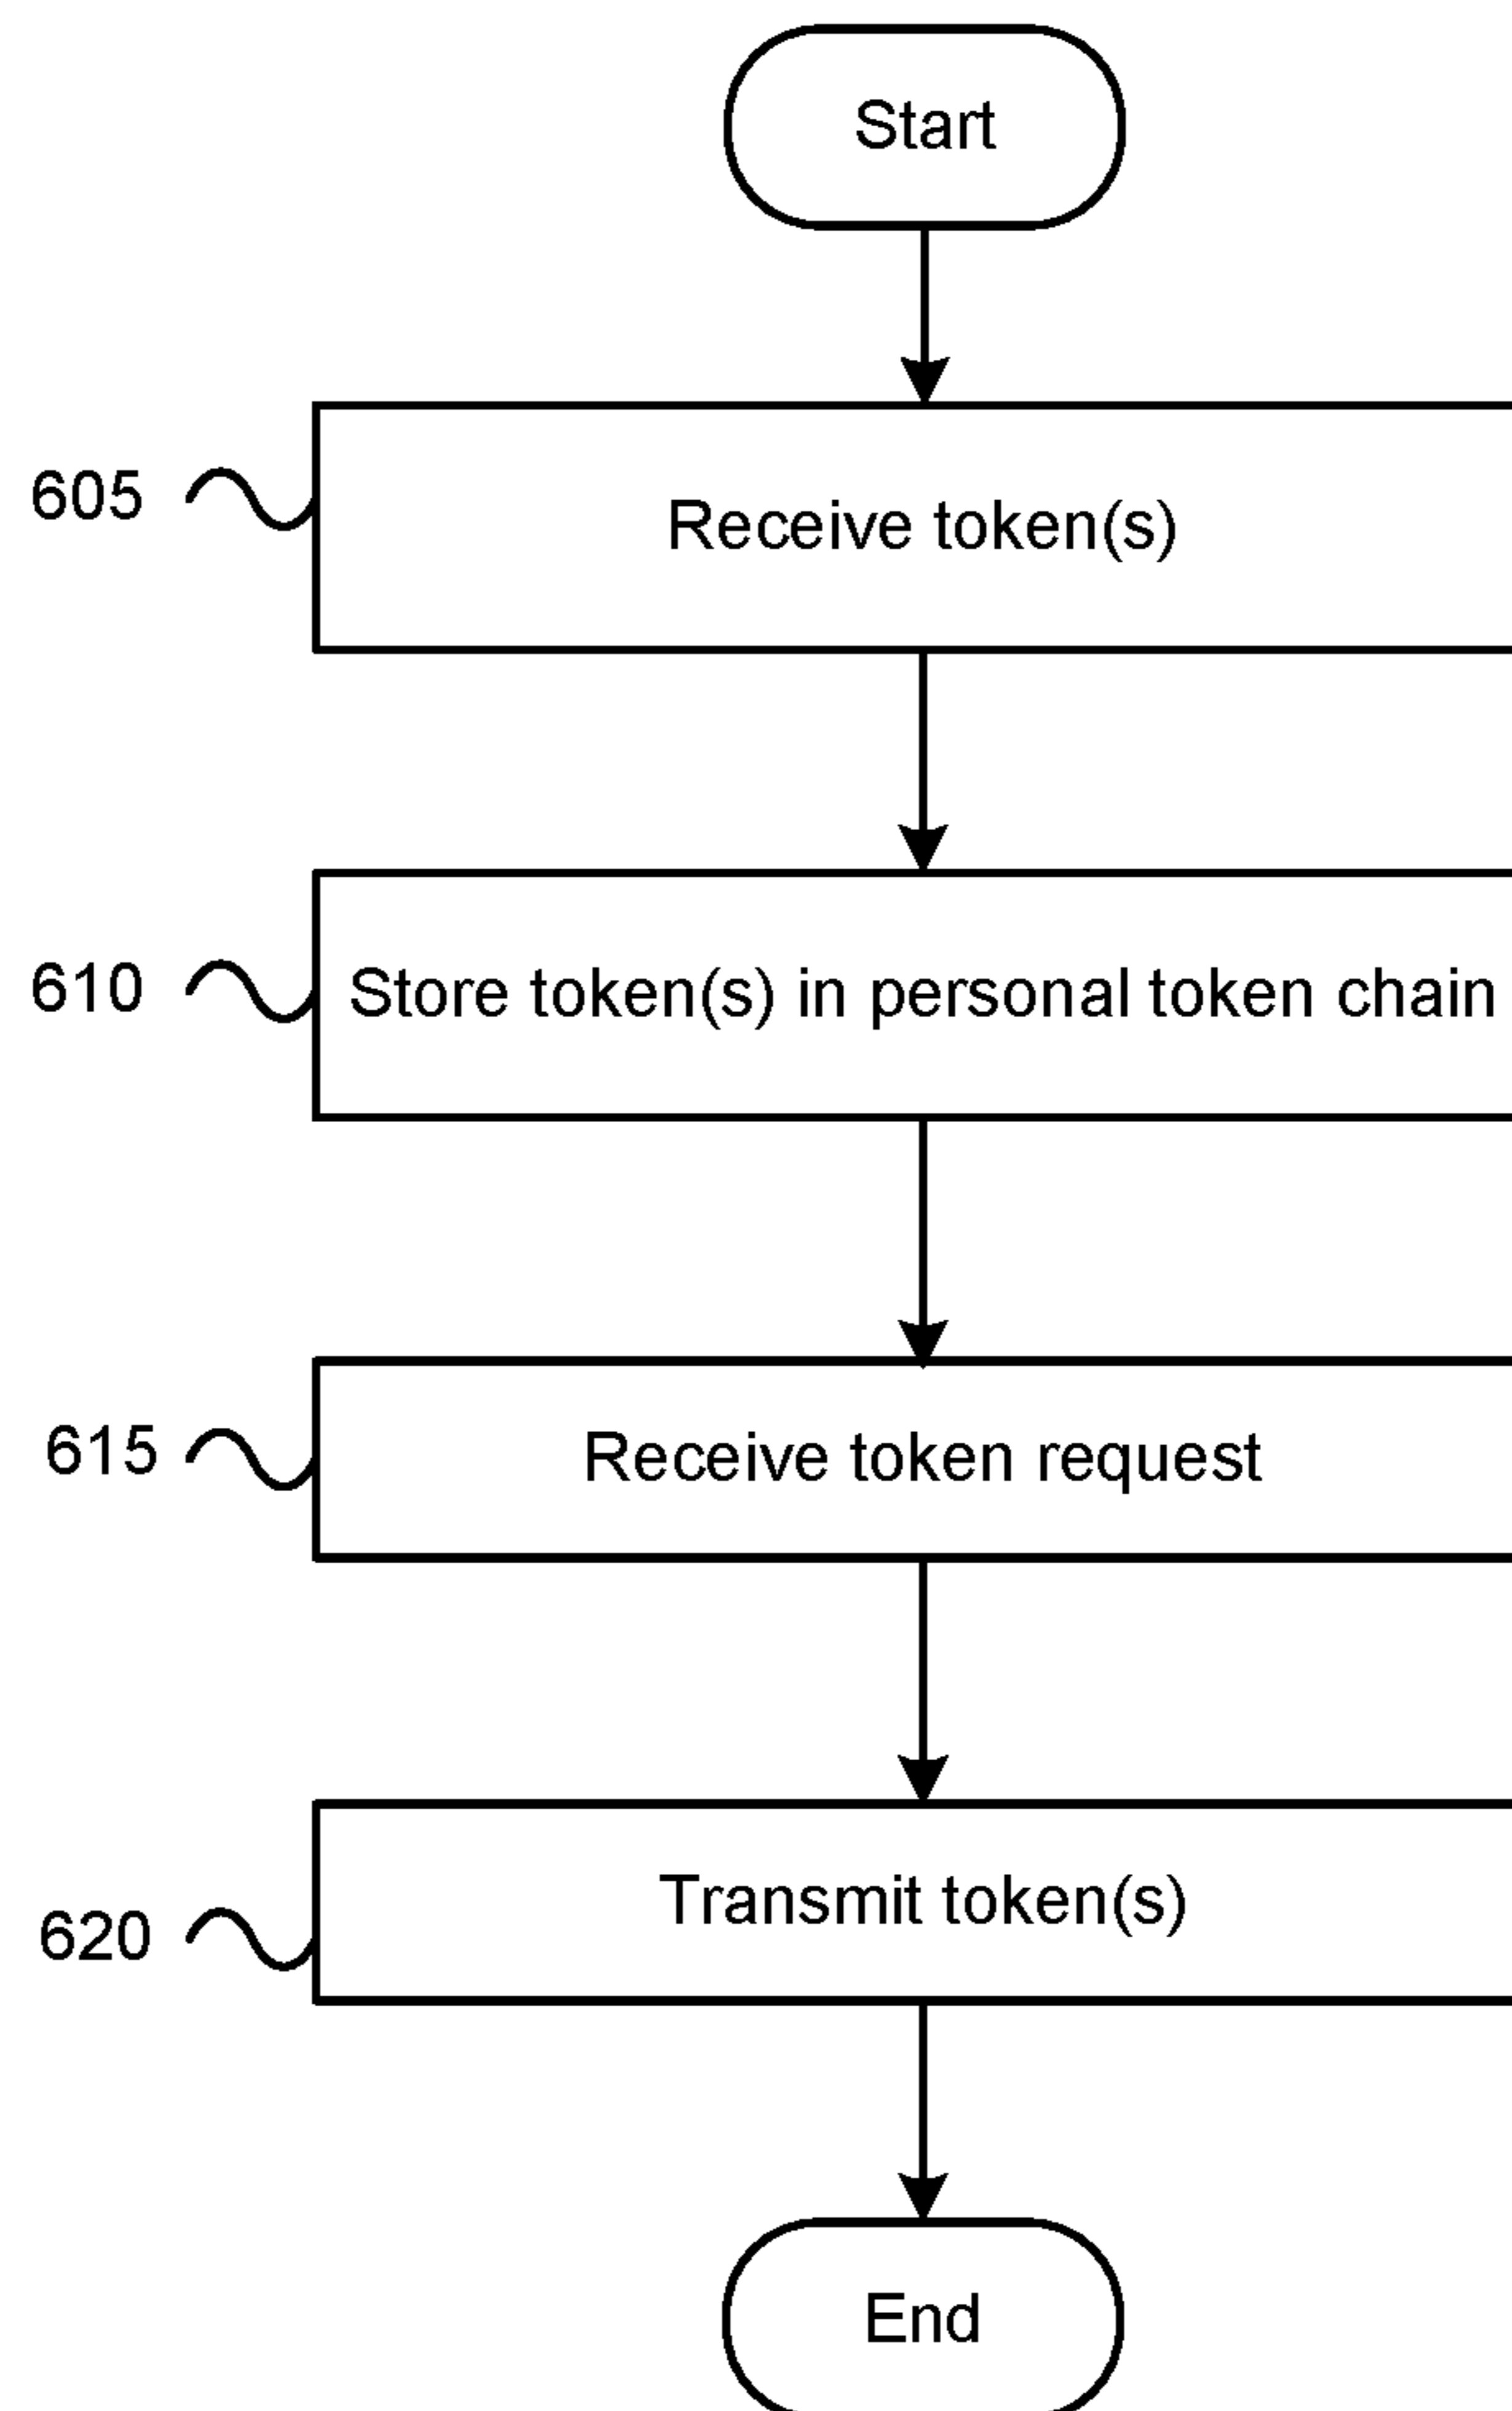 Start
605
Receive token(s)
610
Store token(s) in personal token chain
615
Receive token request
620
Transmit token(s)
End